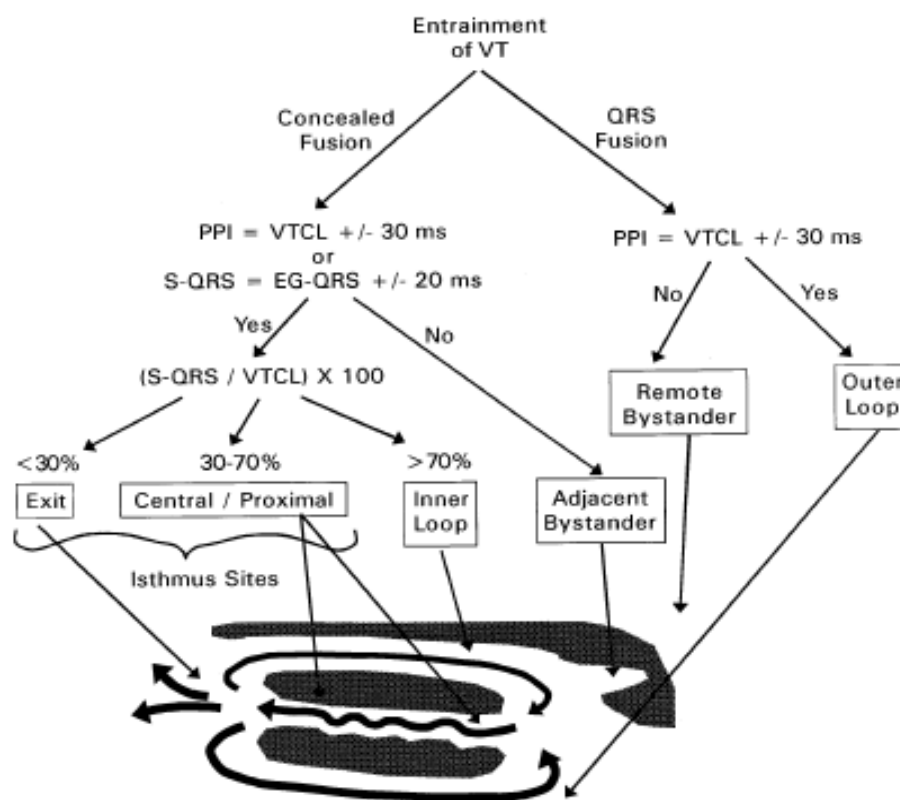 Entrainment
of VT
Concealed
Fusion
QRS
Fusion
PPI = VTCL +/- 30 ms
or
S-QRS = EG-QRS +/- 20 ms
PPI = VTCL +/- 30 ms
Yes
No
No
Yes
(S-QRS / VTCL) X 100
Remote
Bystander
Outer
Loop
<30%
30-70%
>70%
Exit
Central / Proximal
Inner
Loop
Adjacent
Bystander
Isthmus Sites